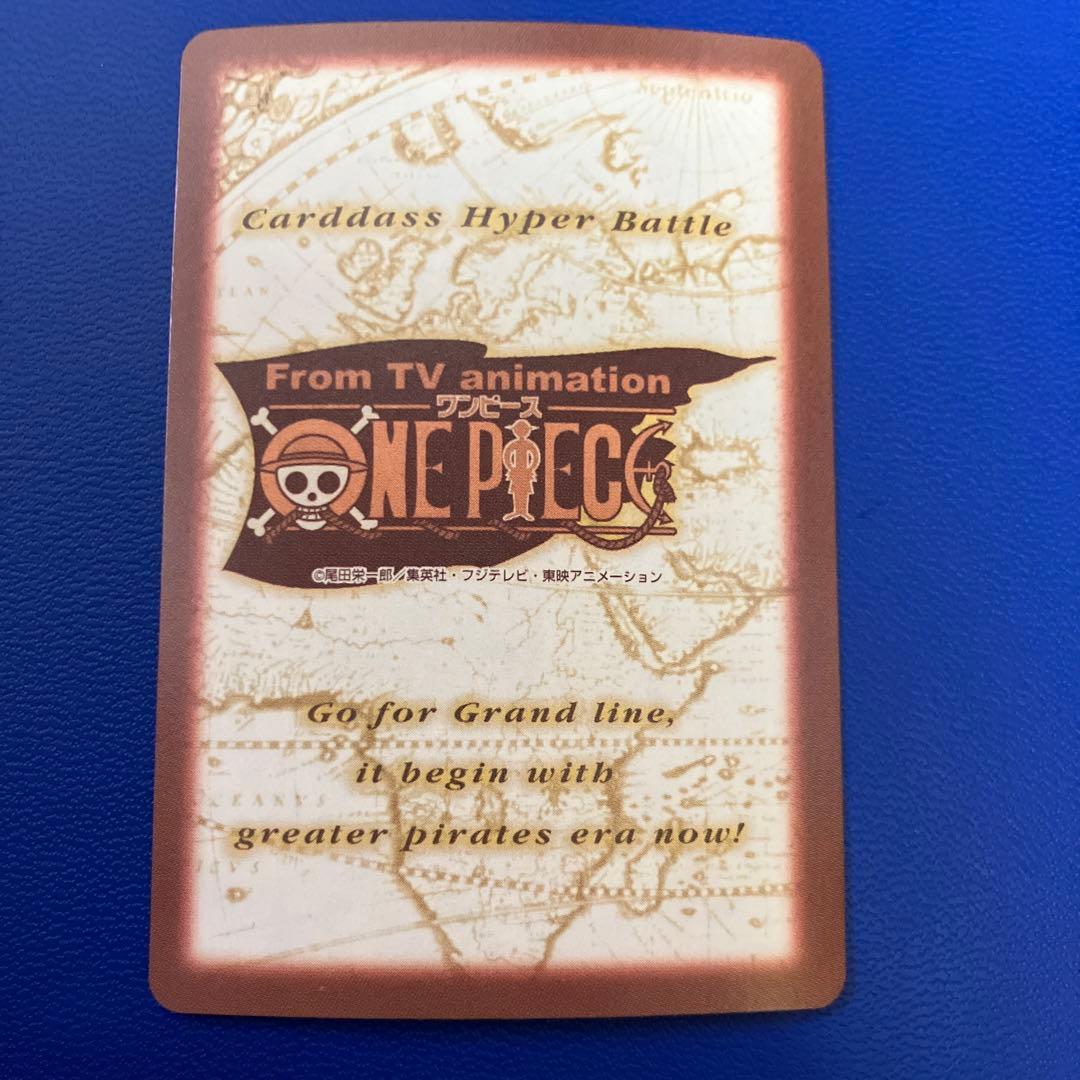 Septentrio
Carddass Hyper Battle
From TV animation
ワンピース
ONE PIECE
©尾田栄一郎/集英社・フジテレビ・東映アニメーション
Go for Grand line,
it begin with
greater pirates era now!